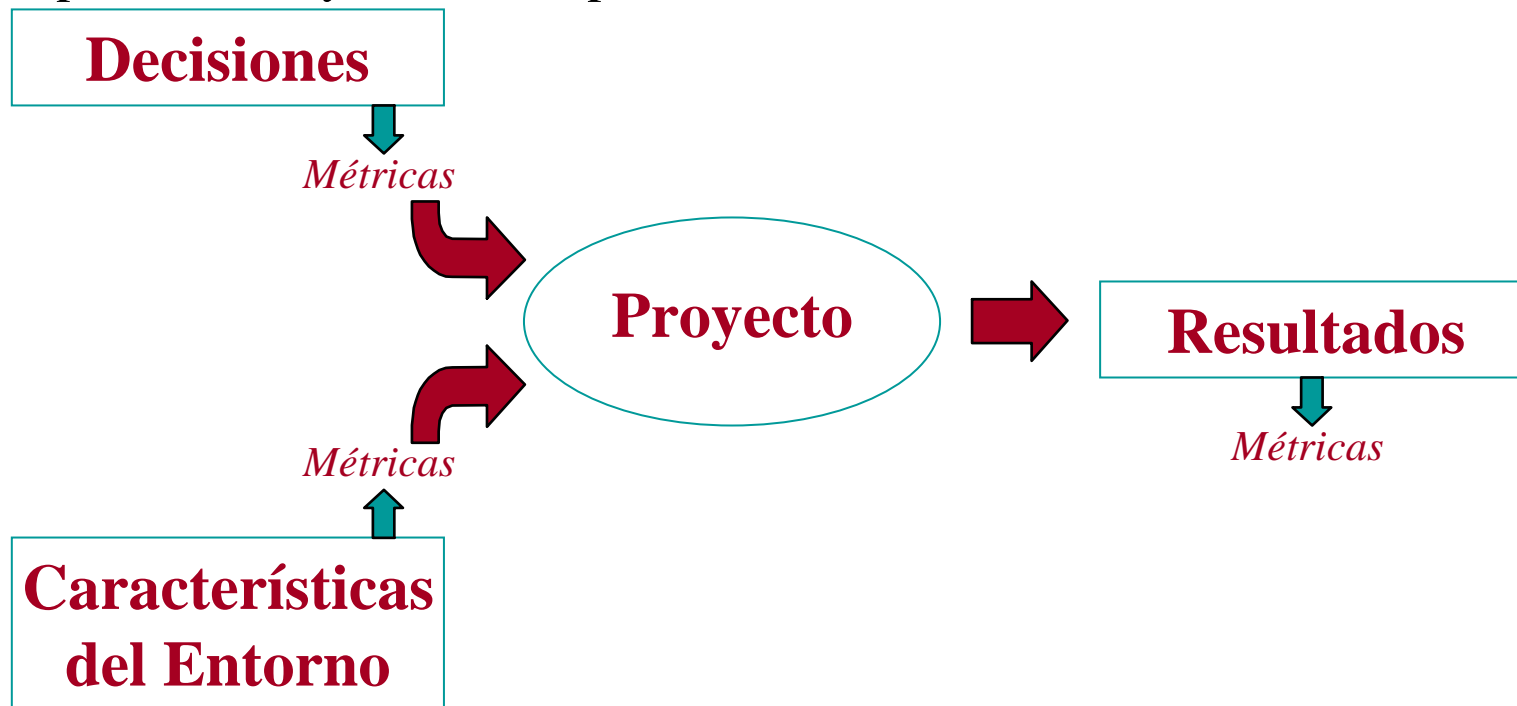 Decisiones
Métricas
Proyecto
Resultados
Métricas
Métricas
Características
del Entorno